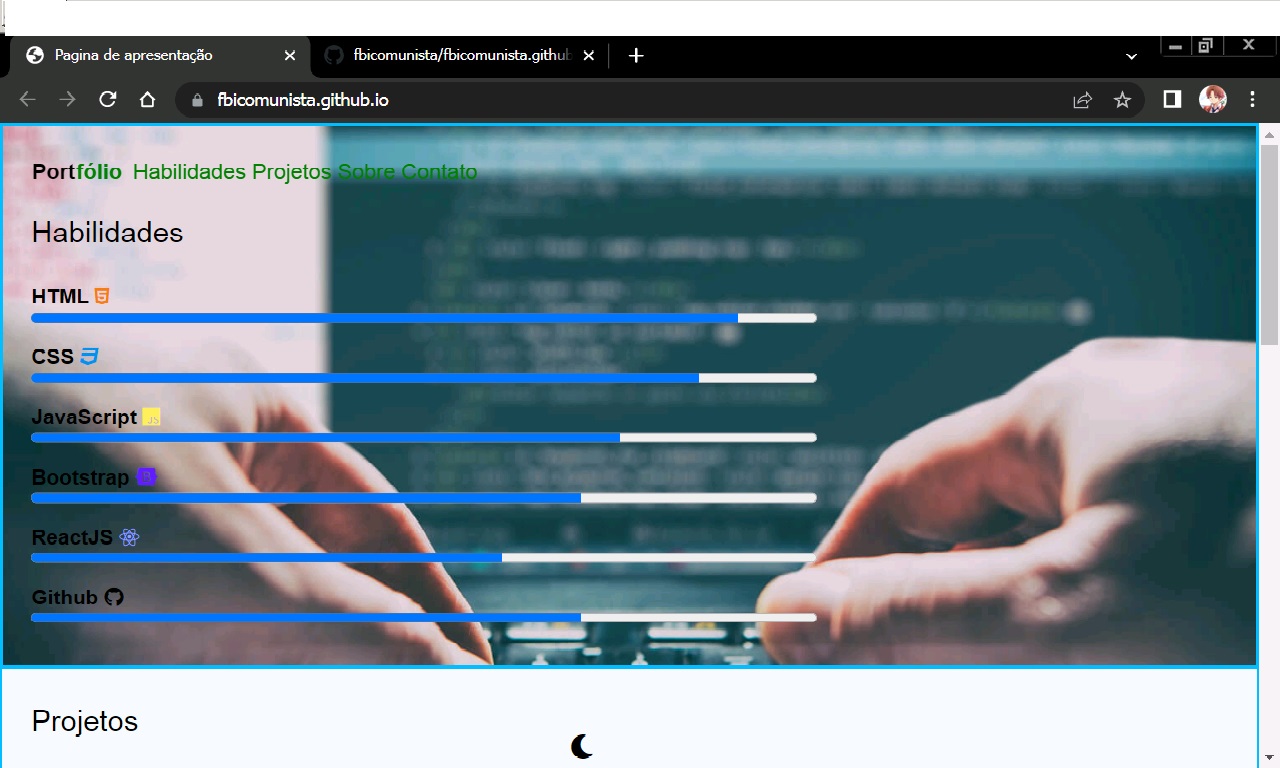 Pagina de apresentação
fbicomunista/fbicomunista.github
fbicomunista.github.io
Portfólio Habilidades Projetos Sobre Contato
Habilidades
HTML
CSS
JavaScript JS
Bootstrap B
ReactJS
Github
Projetos